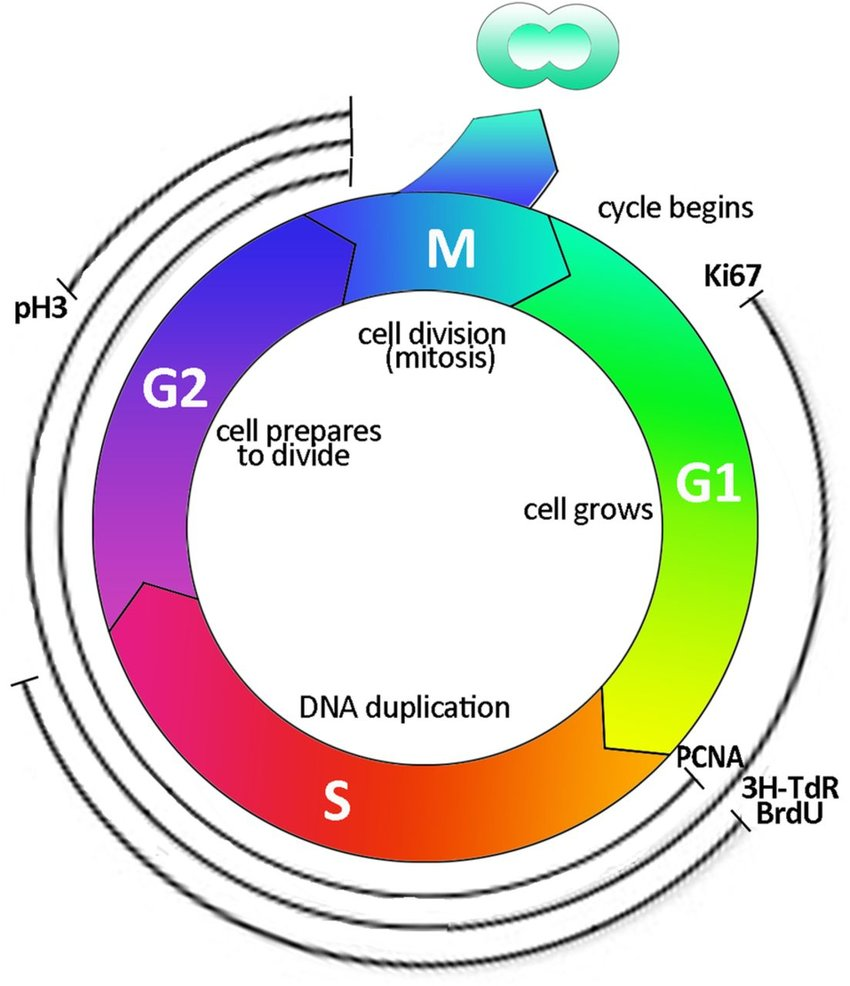 cycle begins
M
Ki67
pH3
cell division
(mitosis)
G2
cell prepares
to divide
G1
cell grows
DNA duplication
PCNA
3H-TdR
BrdU
S